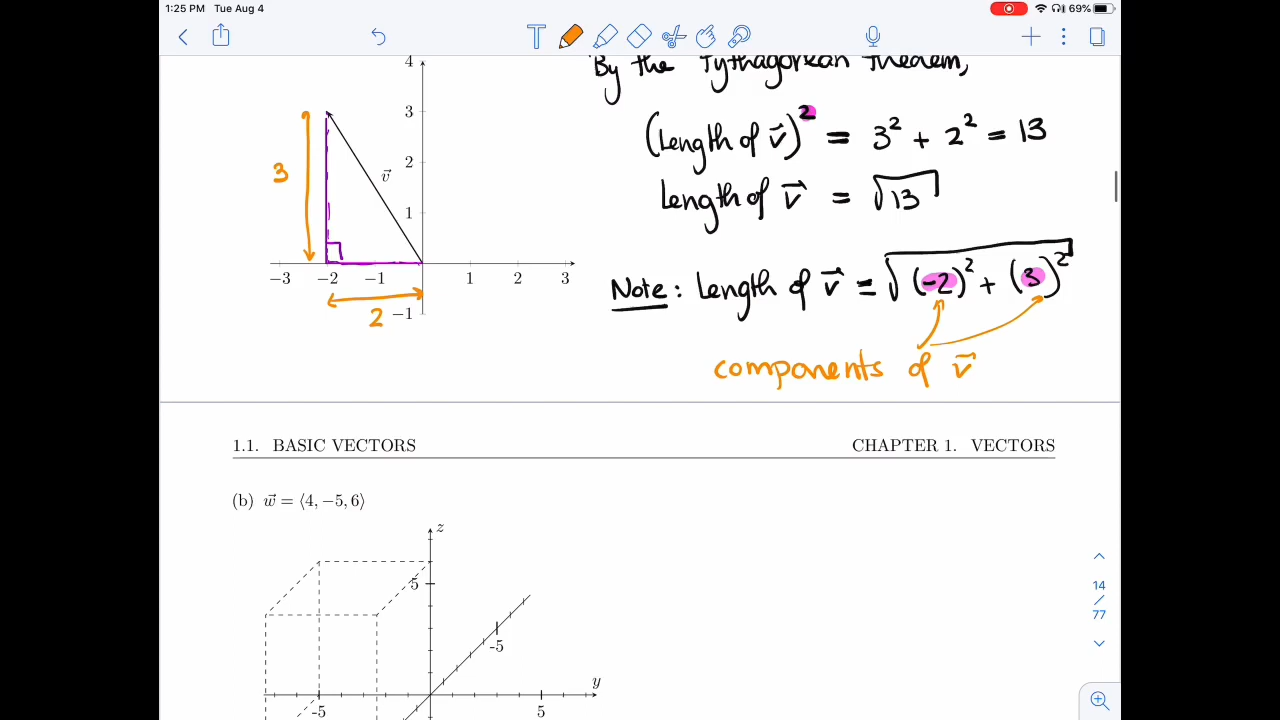 1:25 PM Tue Aug 4
69%
T
By the Pythagorean theorem,
4
3
2
1
v⃗
3
−3 −2 −1 1 2 3
2
−1
(Length of v⃗)² = 3² + 2² = 13
Length of v⃗ = √13
Note: Length of v⃗ = √(-2)² + (3)²
components of v⃗
1.1. BASIC VECTORS CHAPTER 1. VECTORS
(b) w⃗ = ⟨4, −5, 6⟩
z
5
-5
y
-5 5
14
/
77